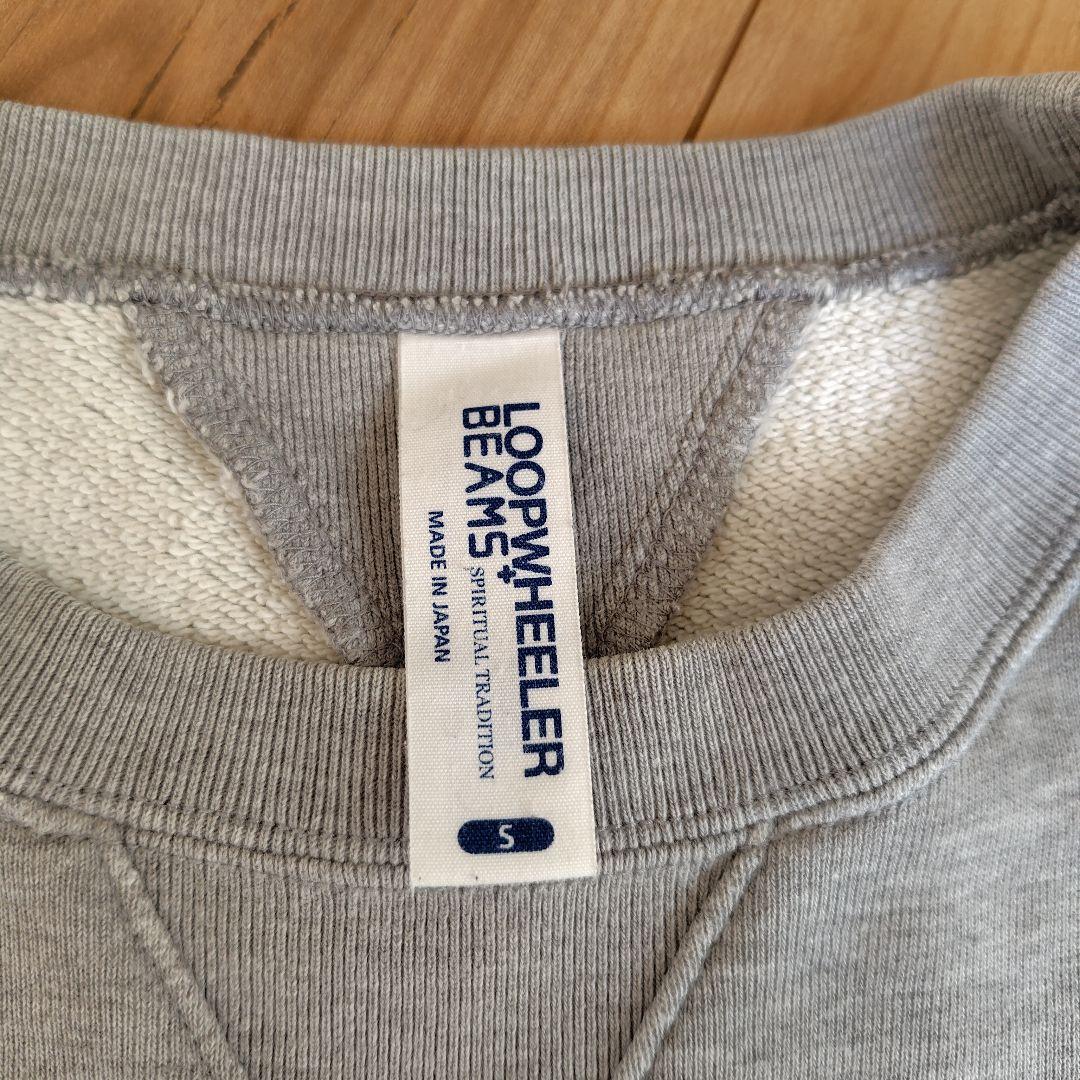 LOOPWHEELER
+
BEAMS
SPIRITUAL TRADITION
MADE IN JAPAN
S